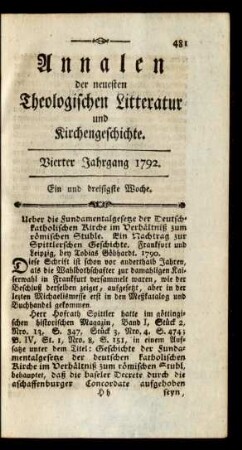 481
Annalen
der neuesten
Theologischen Litteratur
und
Kirchengeschichte.
Vierter Jahrgang 1792.
Ein und dreißigste Woche.
Ueber die Fundamentalgesetze der Deutsch-
katholischen Kirche im Verhältniß zum
römischen Stuhle. Ein Nachtrag zur
Spittlerschen Geschichte. Frankfurt und
Leipzig, bey Tobias Göbhardt. 1790.
Diese Schrift ist schon vor anderthalb Jahren,
als die Wahlbothschafter zur damahligen Kai-
serwahl in Frankfurt versammelt waren, wie
der Beschluß derselben zeiget, aufgesetzt, aber in der
letzten Michaelismesse erst in den Meßkatalog und
Buchhandel gekommen.
Herr Hofrath Spittler hatte im göttingi-
schen historischen Magazin, Band I, Stück 2,
Nro. 13, S. 347, Stück 3, Nro. 4, S. 474;
B. IV, St. 1, Nro. 8, S. 151, in einem Auf-
satze unter dem Titel: Geschichte der Funda-
mentalgesetze der deutschen katholischen
Kirche im Verhältniß zum römischen Stuhl,
behauptet, daß die baseler Decrete durch die
aschaffenburger Concordate aufgehoben
Hh seyn,